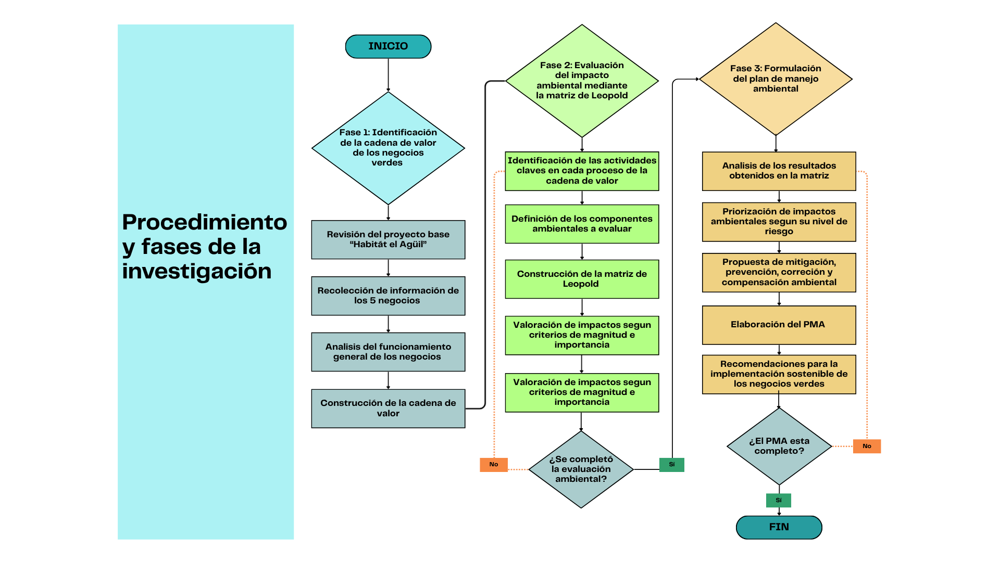 Procedimiento
y fases de la
investigación
INICIO
Fase 1: Identificación
de la cadena de valor
de los negocios
verdes
Revisión del proyecto base
“Habitát el Agüil”
Recolección de información de
los 5 negocios
Analisis del funcionamiento
general de los negocios
Construcción de la cadena de
valor
Fase 2: Evaluación
del impacto
ambiental mediante
la matriz de Leopold
Identificación de las actividades
claves en cada proceso de la
cadena de valor
Definición de los componentes
ambientales a evaluar
Construcción de la matriz de
Leopold
Valoración de impactos segun
criterios de magnitud e
importancia
Valoración de impactos segun
criterios de magnitud e
importancia
¿Se completó
la evaluación
ambiental?
No
Sí
Fase 3: Formulación
del plan de manejo
ambiental
Analisis de los resultados
obtenidos en la matriz
Priorización de impactos
ambientales segun su nivel de
riesgo
Propuesta de mitigación,
prevención, correción y
compensación ambiental
Elaboración del PMA
Recomendaciones para la
implementación sostenible de
los negocios verdes
¿El PMA esta
completo?
No
Sí
FIN